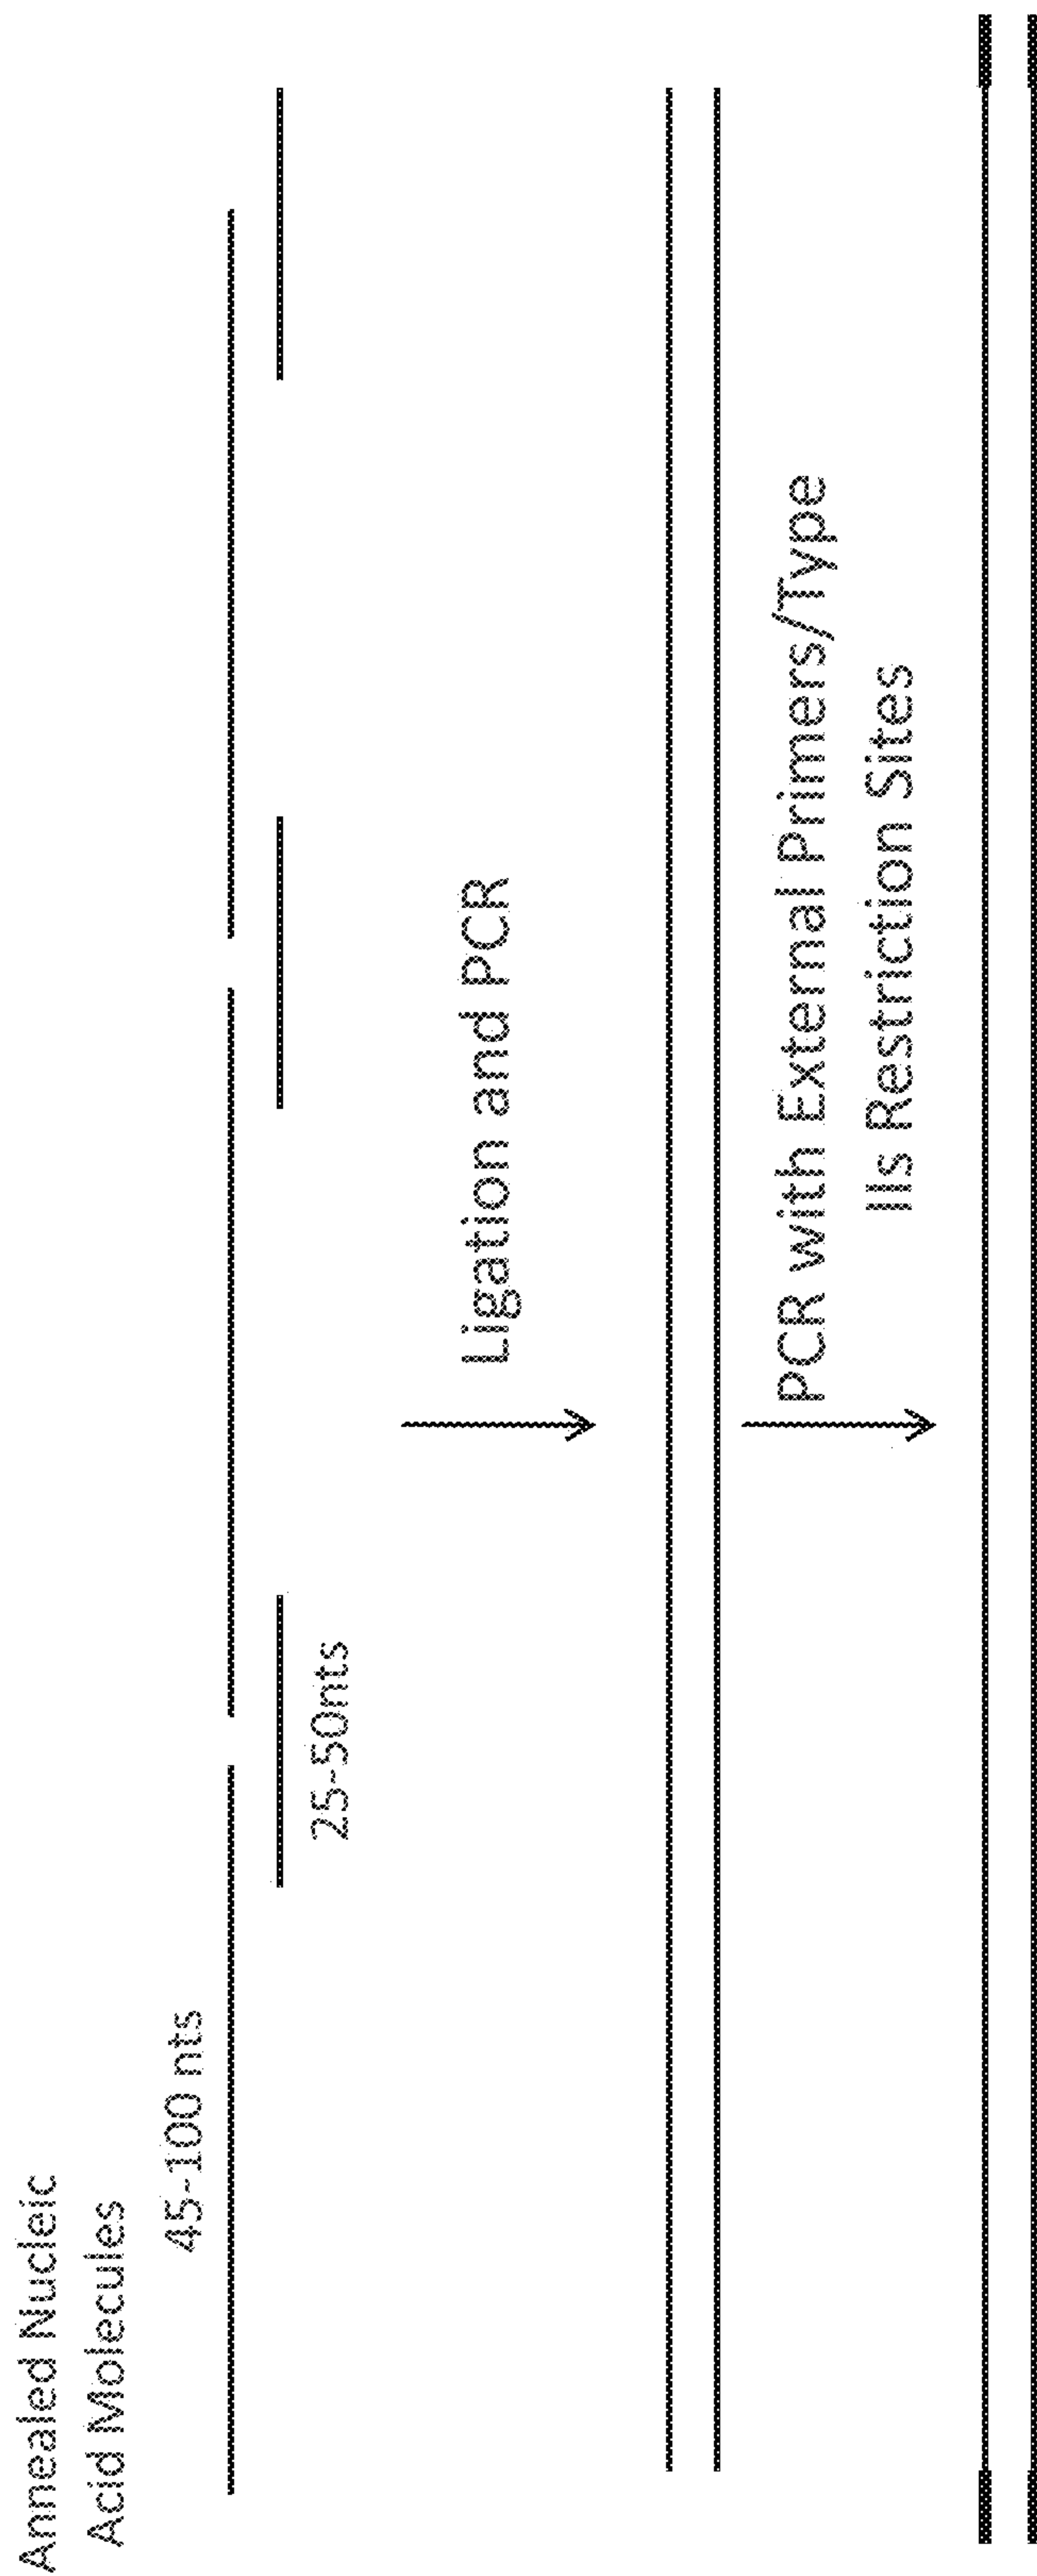 Annealed Nucleic
Acid Molecules
45-100 nts
25-50nts
Ligation and PCR
PCR with External Primers/Type
IIs Restriction Sites